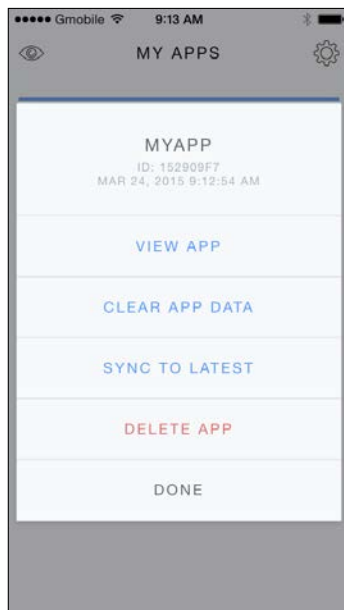 Gmobile 9:13 AM
MY APPS
MYAPP
ID: 152909F7
MAR 24, 2015 9:12:54 AM
VIEW APP
CLEAR APP DATA
SYNC TO LATEST
DELETE APP
DONE